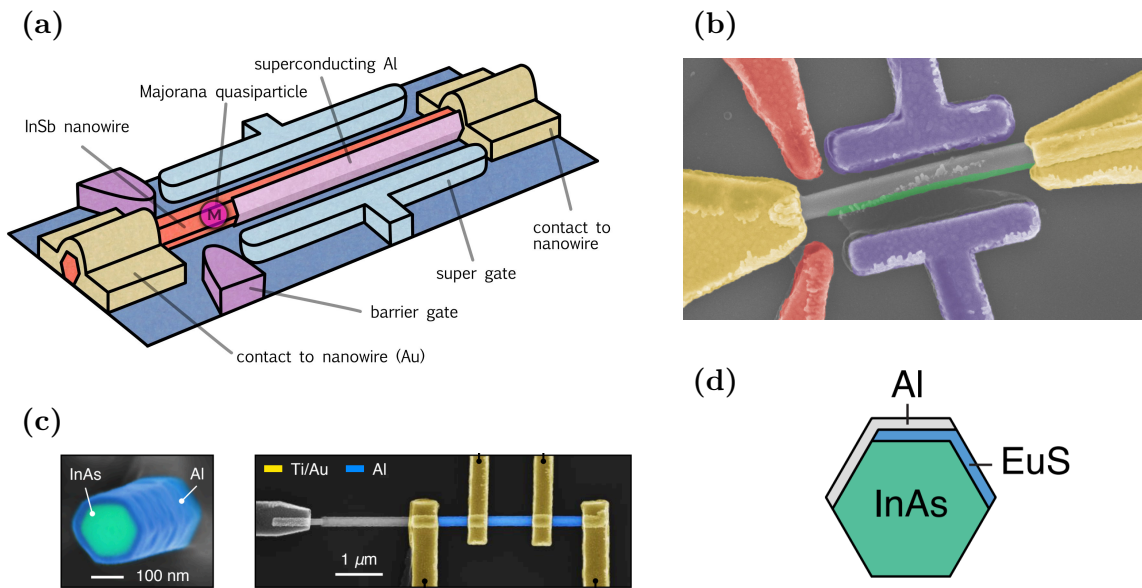 (a)
superconducting Al
Majorana quasiparticle
InSb nanowire
M
contact to
nanowire
super gate
barrier gate
contact to nanowire (Au)
(b)
(c)
InAs
Al
100 nm
Ti/Au
Al
1 µm
(d)
Al
EuS
InAs